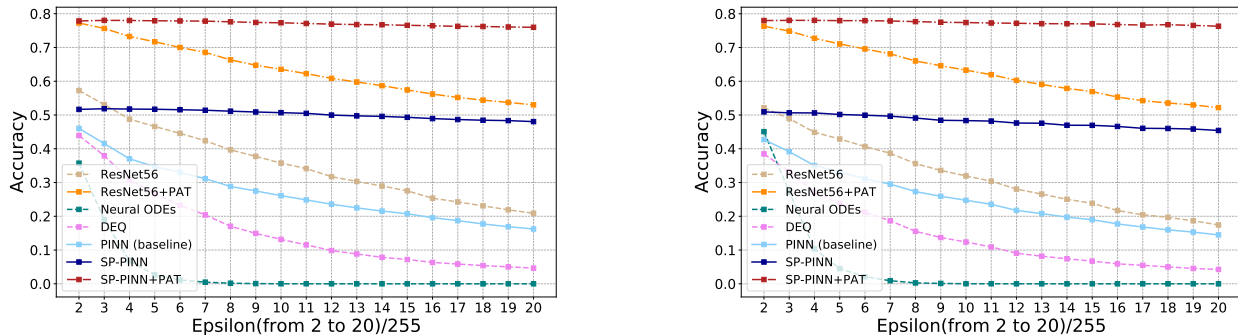 0.8
0.7
0.6
0.5
0.4
0.3
0.2
0.1
0.0
Accuracy
ResNet56
ResNet56+PAT
Neural ODEs
DEQ
PINN (baseline)
SP-PINN
SP-PINN+PAT
2 3 4 5 6 7 8 9 10 11 12 13 14 15 16 17 18 19 20
Epsilon(from 2 to 20)/255
0.8
0.7
0.6
0.5
0.4
0.3
0.2
0.1
0.0
Accuracy
ResNet56
ResNet56+PAT
Neural ODEs
DEQ
PINN (baseline)
SP-PINN
SP-PINN+PAT
2 3 4 5 6 7 8 9 10 11 12 13 14 15 16 17 18 19 20
Epsilon(from 2 to 20)/255